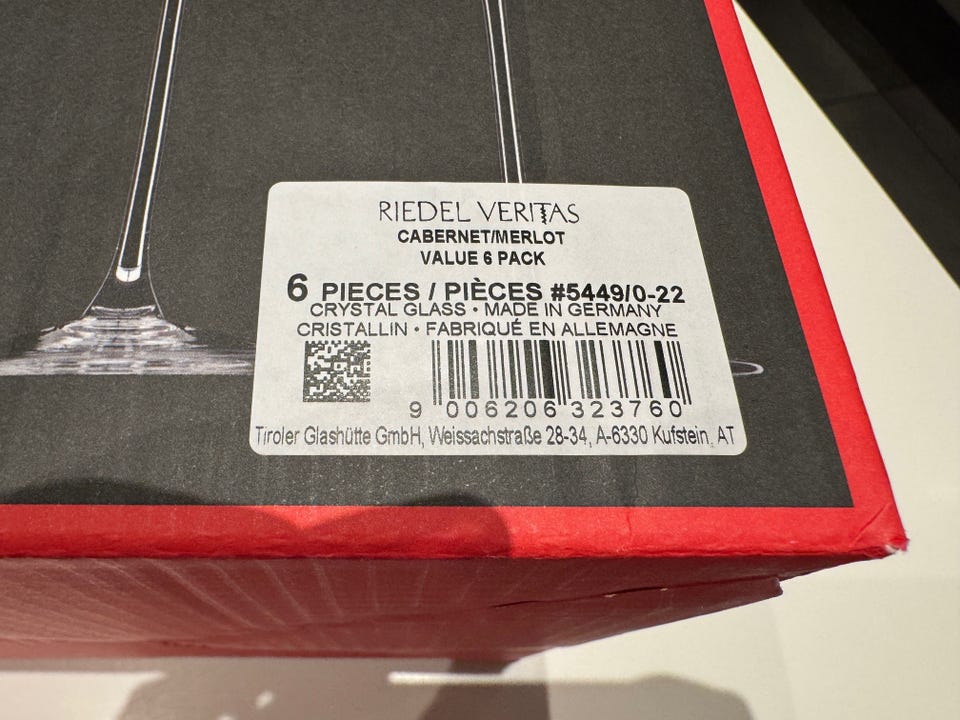 RIEDEL VERITAS
CABERNET/MERLOT
VALUE 6 PACK
6 PIECES / PIÈCES #5449/0-22
CRYSTAL GLASS • MADE IN GERMANY
CRISTALLIN • FABRIQUÉ EN ALLEMAGNE
9 006206 323760
Tiroler Glashütte GmbH, Weissachstraße 28-34, A-6330 Kufstein, AT